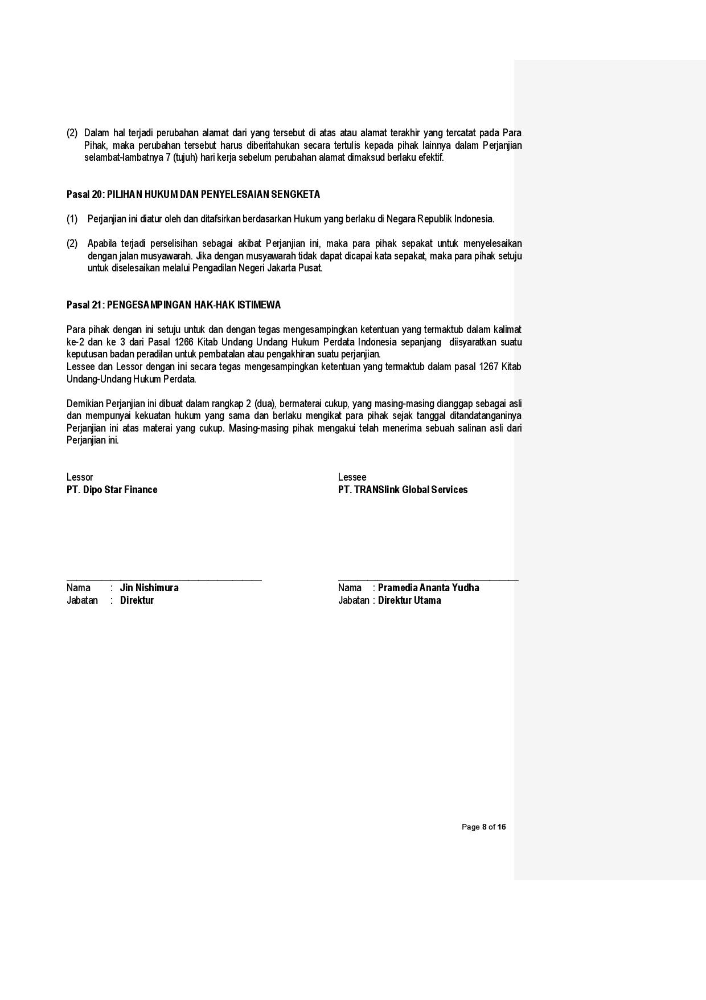 (2) Dalam hal terjadi perubahan alamat dari yang tersebut di atas atau alamat terakhir yang tercatat pada Para
Pihak, maka perubahan tersebut harus diberitahukan secara tertulis kepada pihak lainnya dalam Perjanjian
selambat-lambatnya 7 (tujuh) hari kerja sebelum perubahan alamat dimaksud berlaku efektif.
Pasal 20: PILIHAN HUKUM DAN PENYELESAIAN SENGKETA
(1) Perjanjian ini diatur oleh dan ditafsirkan berdasarkan Hukum yang berlaku di Negara Republik Indonesia.
(2) Apabila terjadi perselisihan sebagai akibat Perjanjian ini, maka para pihak sepakat untuk menyelesaikan
dengan jalan musyawarah. Jika dengan musyawarah tidak dapat dicapai kata sepakat, maka para pihak setuju
untuk diselesaikan melalui Pengadilan Negeri Jakarta Pusat.
Pasal 21: PENGESAMPINGAN HAK-HAK ISTIMEWA
Para pihak dengan ini setuju untuk dan dengan tegas mengesampingkan ketentuan yang termaktub dalam kalimat
ke-2 dan ke 3 dari Pasal 1266 Kitab Undang Undang Hukum Perdata Indonesia sepanjang diisyaratkan suatu
keputusan badan peradilan untuk pembatalan atau pengakhiran suatu perjanjian.
Lessee dan Lessor dengan ini secara tegas mengesampingkan ketentuan yang termaktub dalam pasal 1267 Kitab
Undang-Undang Hukum Perdata.
Demikian Perjanjian ini dibuat dalam rangkap 2 (dua), bermaterai cukup, yang masing-masing dianggap sebagai asli
dan mempunyai kekuatan hukum yang sama dan berlaku mengikat para pihak sejak tanggal ditandatanganinya
Perjanjian ini atas materai yang cukup. Masing-masing pihak mengakui telah menerima sebuah salinan asli dari
Perjanjian ini.
Lessor Lessee
PT. Dipo Star Finance PT. TRANSlink Global Services
Nama : Jin Nishimura Nama : Pramedia Ananta Yudha
Jabatan : Direktur Jabatan : Direktur Utama
Page 8 of 16